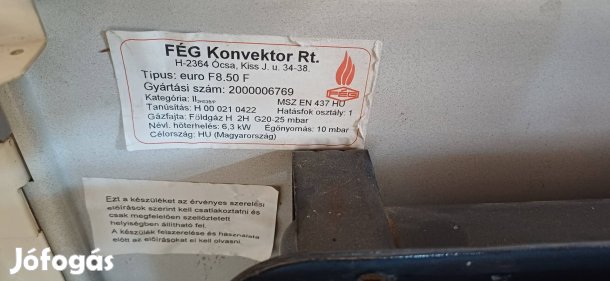 FÉG Konvektor Rt.
H-2364 Ócsa, Kiss J. u. 34-38.
Tipus: euro F8.50 F
Gyártási szám: 2000006769
Kategória: MSZ EN 437 HU
Tanúsítás: H 00 021 0422 Hatásfok osztály: 1
Gázfajta: Földgáz H 2H G20-25 mbar
Névl. hőterhelés: 6,3 kW Égőnyomás: 10 mbar
Célország: HU (Magyarország)
FÉG
Ezt a készüléket az érvényes szerelési
előírások szerint kell csatlakoztatni és
csak megfelelően szellőztetett
helyiségben állítható fel.
A készülék felszerelése és használata
előtt az előírásokat el kell olvasni.
Jófogás